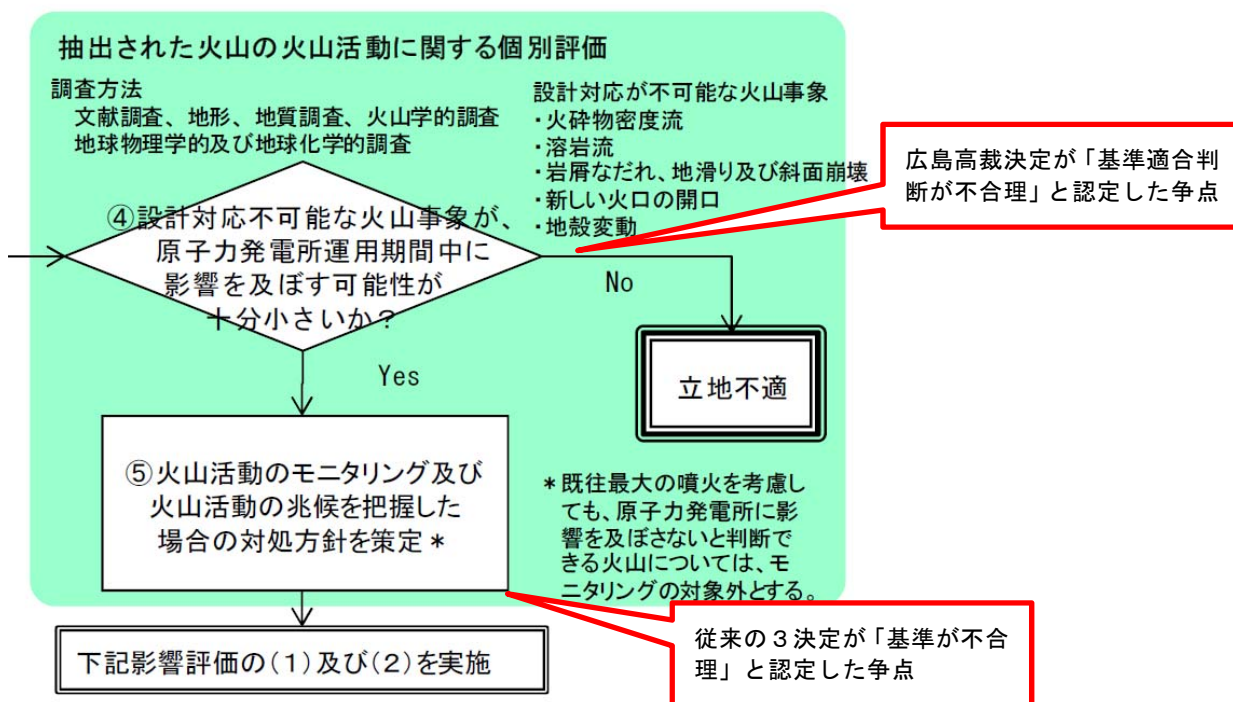 抽出された火山の火山活動に関する個別評価
調査方法
文献調査、地形、地質調査、火山学的調査
地球物理学的及び地球化学的調査
設計対応が不可能な火山事象
・火砕物密度流
・溶岩流
・岩屑なだれ、地滑り及び斜面崩壊
・新しい火口の開口
・地殻変動
広島高裁決定が「基準適合判
断が不合理」と認定した争点
④設計対応不可能な火山事象が、
原子力発電所運用期間中に
影響を及ぼす可能性が
十分小さいか？
No
Yes
立地不適
⑤火山活動のモニタリング及び
火山活動の兆候を把握した
場合の対処方針を策定＊
＊既往最大の噴火を考慮し
ても、原子力発電所に影
響を及ぼさないと判断で
きる火山については、モ
ニタリングの対象外とする。
従来の３決定が「基準が不合
理」と認定した争点
下記影響評価の(1)及び(2)を実施